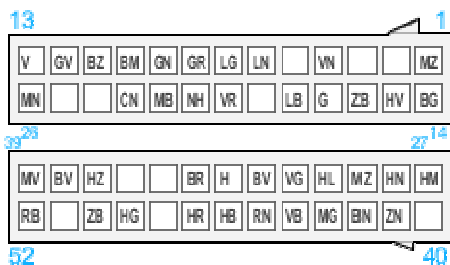 13 1
V GV BZ BM GN GR LG LN VN MZ
MN CN MB NH VR LB G ZB HV BG
39 26 27 14
MV BV HZ BR H BV VG HL MZ HN HM
RB ZB HG HR HB RN VB MG BN ZN
52 40